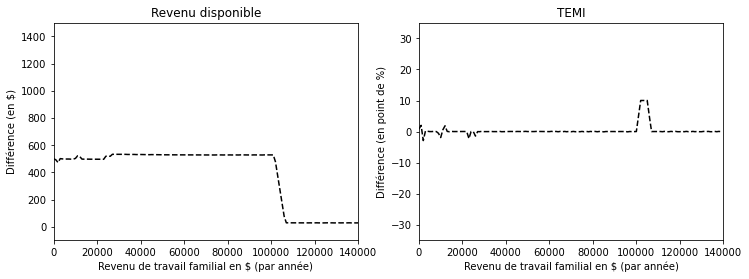 Revenu disponible
Différence (en $)
1400
1200
1000
800
600
400
200
0
0 20000 40000 60000 80000 100000 120000 140000
Revenu de travail familial en $ (par année)
TEMI
Différence (en point de %)
30
20
10
0
−10
−20
−30
0 20000 40000 60000 80000 100000 120000 140000
Revenu de travail familial en $ (par année)